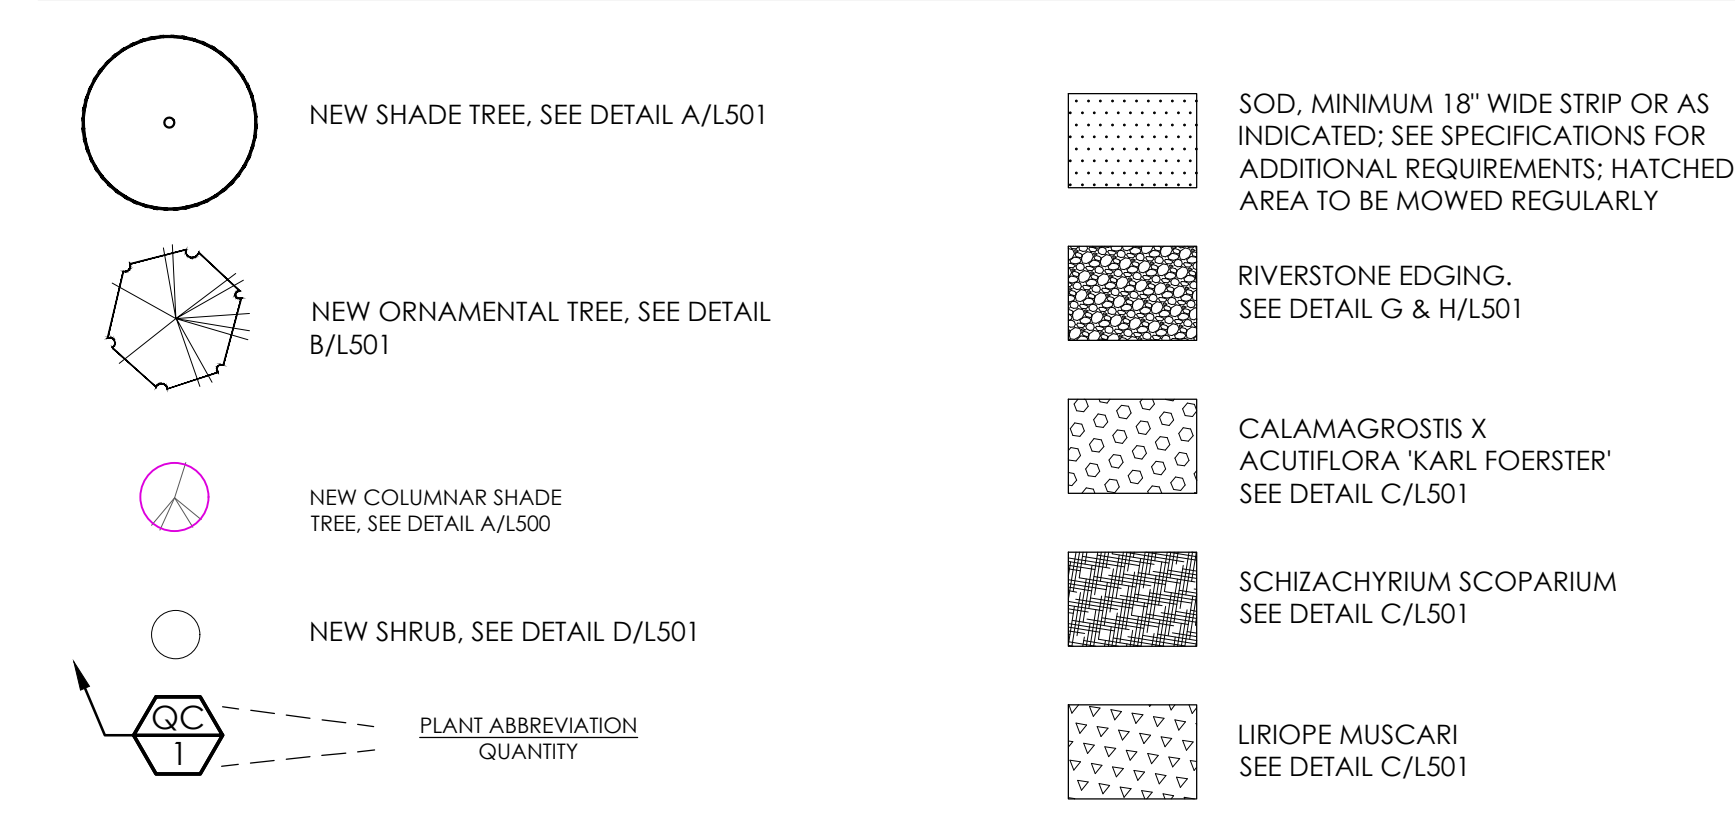 NEW SHADE TREE, SEE DETAIL A/L501
NEW ORNAMENTAL TREE, SEE DETAIL
B/L501
NEW COLUMNAR SHADE
TREE, SEE DETAIL A/L500
NEW SHRUB, SEE DETAIL D/L501
QC
1
PLANT ABBREVIATION
QUANTITY
SOD, MINIMUM 18" WIDE STRIP OR AS
INDICATED; SEE SPECIFICATIONS FOR
ADDITIONAL REQUIREMENTS; HATCHED
AREA TO BE MOWED REGULARLY
RIVERSTONE EDGING.
SEE DETAIL G & H/L501
CALAMAGROSTIS X
ACUTIFLORA 'KARL FOERSTER'
SEE DETAIL C/L501
SCHIZACHYRIUM SCOPARIUM
SEE DETAIL C/L501
LIRIOPE MUSCARI
SEE DETAIL C/L501